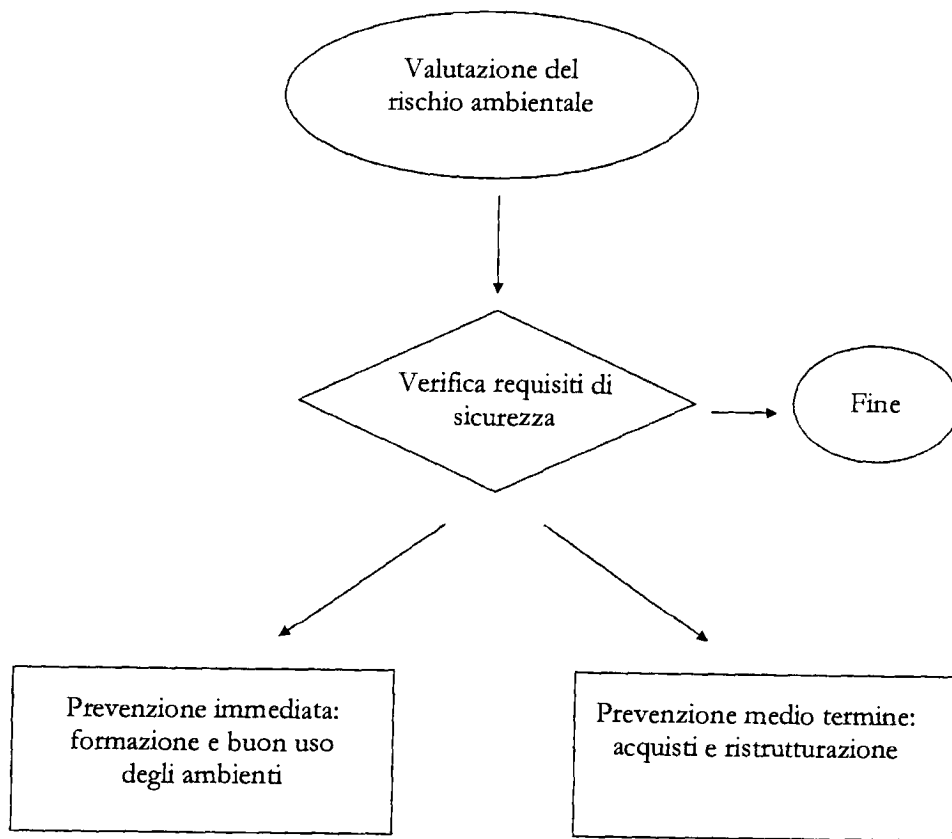 Valutazione del
rischio ambientale
Verifica requisiti di
sicurezza
Fine
Prevenzione immediata:
formazione e buon uso
degli ambienti
Prevenzione medio termine:
acquisti e ristrutturazione